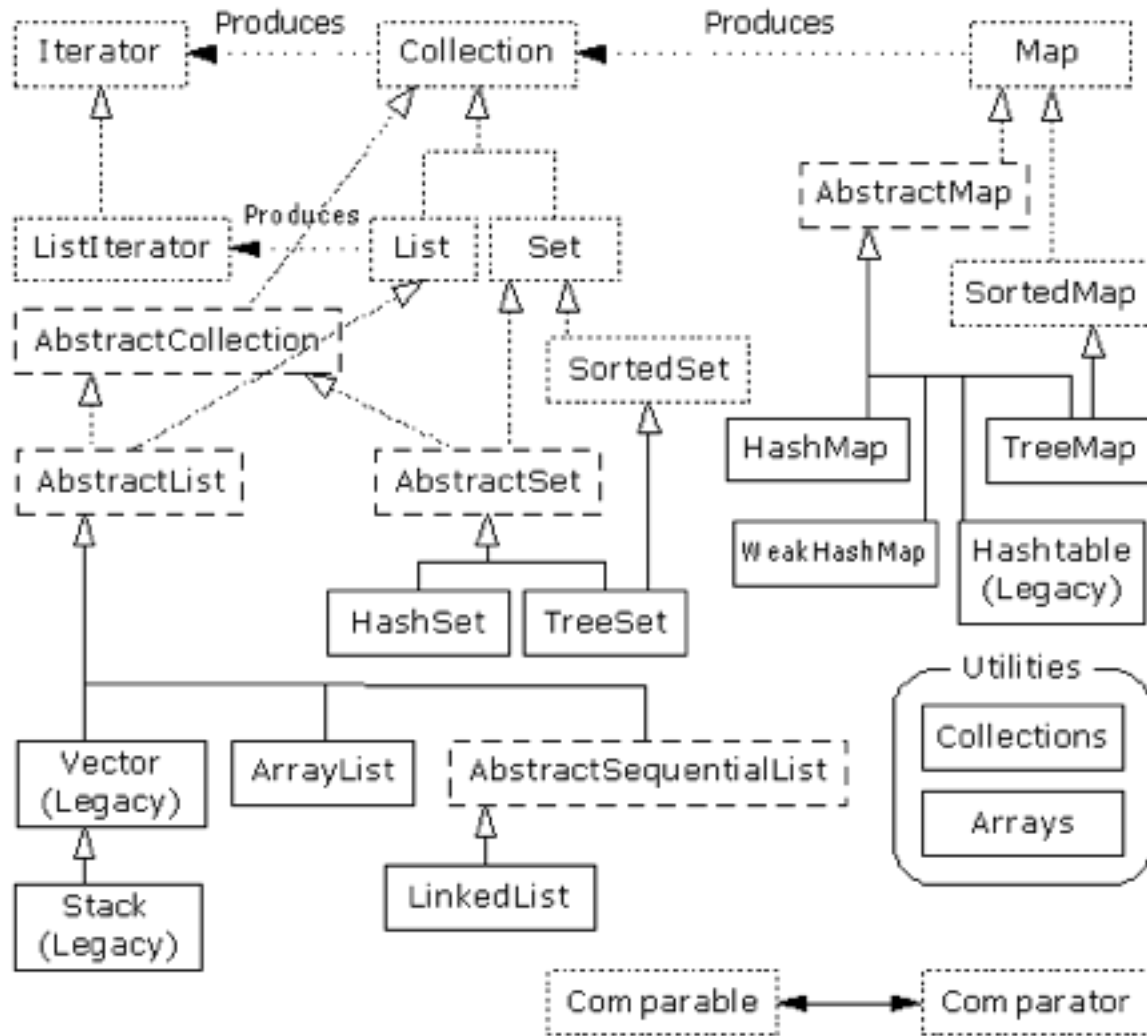 Produces
Produces
Iterator
Collection
Map
AbstractMap
Produces
ListIterator
List
Set
SortedMap
AbstractCollection
SortedSet
HashMap
TreeMap
AbstractList
AbstractSet
WeakHashMap
Hashtable
(Legacy)
HashSet
TreeSet
Utilities
Collections
Vector
(Legacy)
ArrayList
AbstractSequentialList
Arrays
LinkedList
Stack
(Legacy)
Comparable
Comparator